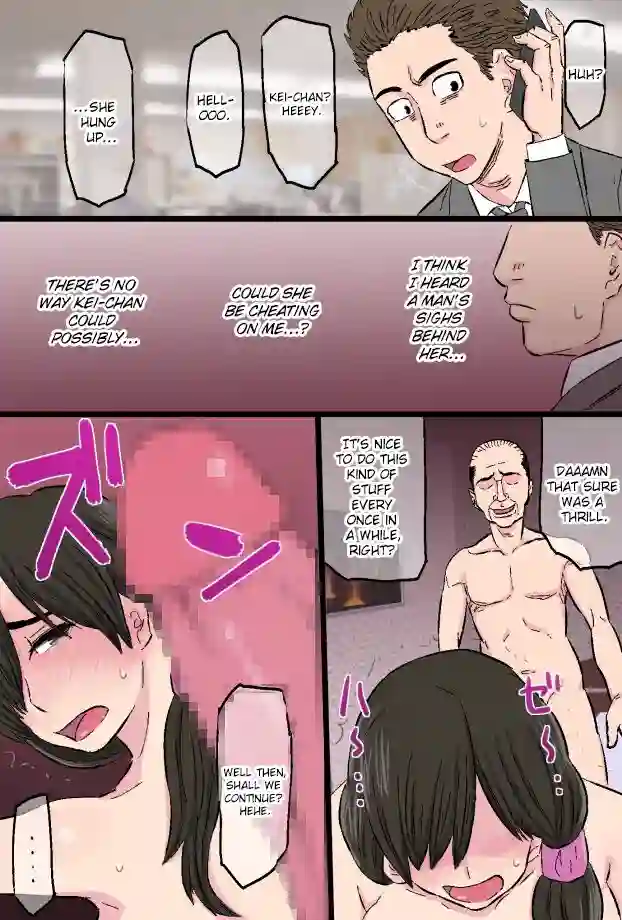 HUH?
KEI-CHAN?
HEEEY.
HELL-
OOO.
...SHE
HUNG
UP...
I THINK
I HEARD
A MAN'S
SIGHS
BEHIND
HER...
COULD SHE
BE CHEATING
ON ME...?
THERE'S NO
WAY KEI-CHAN
COULD
POSSIBLY...
DAAAMN
THAT SURE
WAS A
THRILL.
IT'S NICE
TO DO THIS
KIND OF
STUFF
EVERY
ONCE IN
A WHILE,
RIGHT?
ゼ～…
ハ～…
ズン
WELL THEN,
SHALL WE
CONTINUE?
HEHE.
...